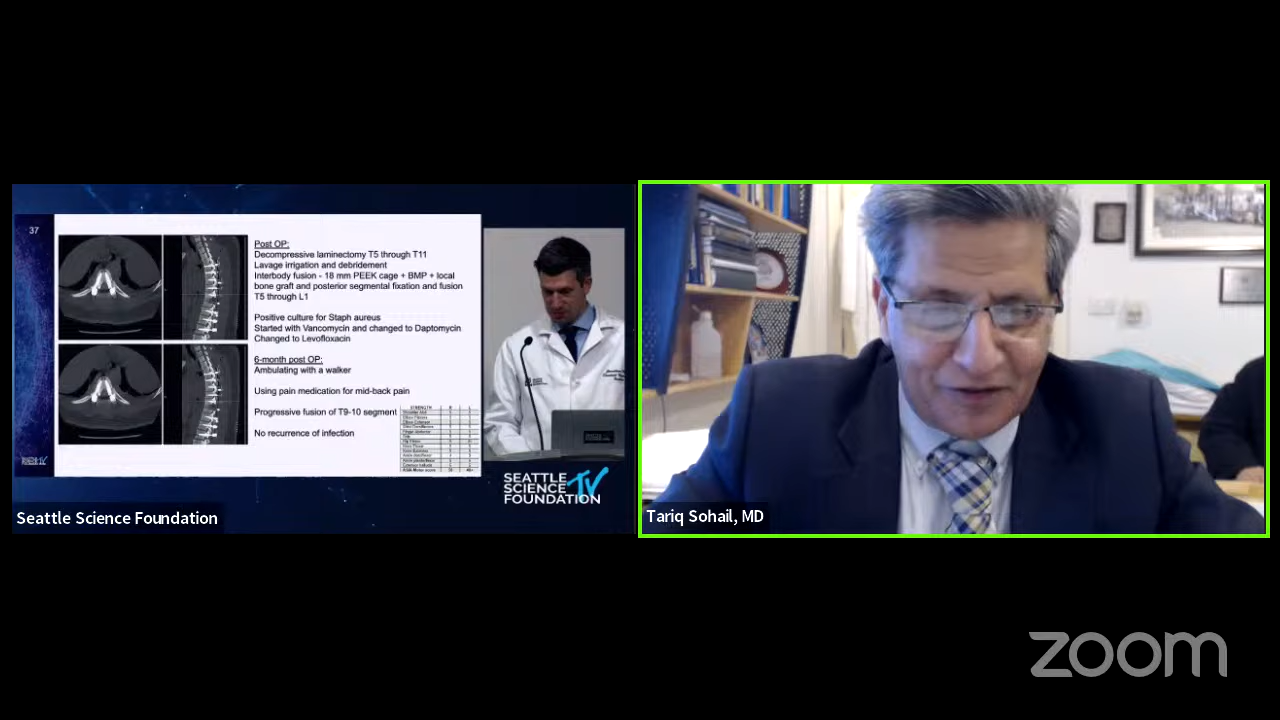 37
Post OP:
Decompressive laminectomy T5 through T11
Lavage irrigation and debridement
Interbody fusion - 18 mm PEEK cage + BMP + local
bone graft and posterior segmental fixation and fusion
T5 through L1
Positive culture for Staph aureus
Started with Vancomycin and changed to Daptomycin
Changed to Levofloxacin
6-month post OP:
Ambulating with a walker
Using pain medication for mid-back pain
Progressive fusion of T9-10 segment
No recurrence of infection
STRENGTH R L
SEATTLE
SCIENCE TV
FOUNDATION
Seattle Science Foundation
Tariq Sohail, MD
zoom